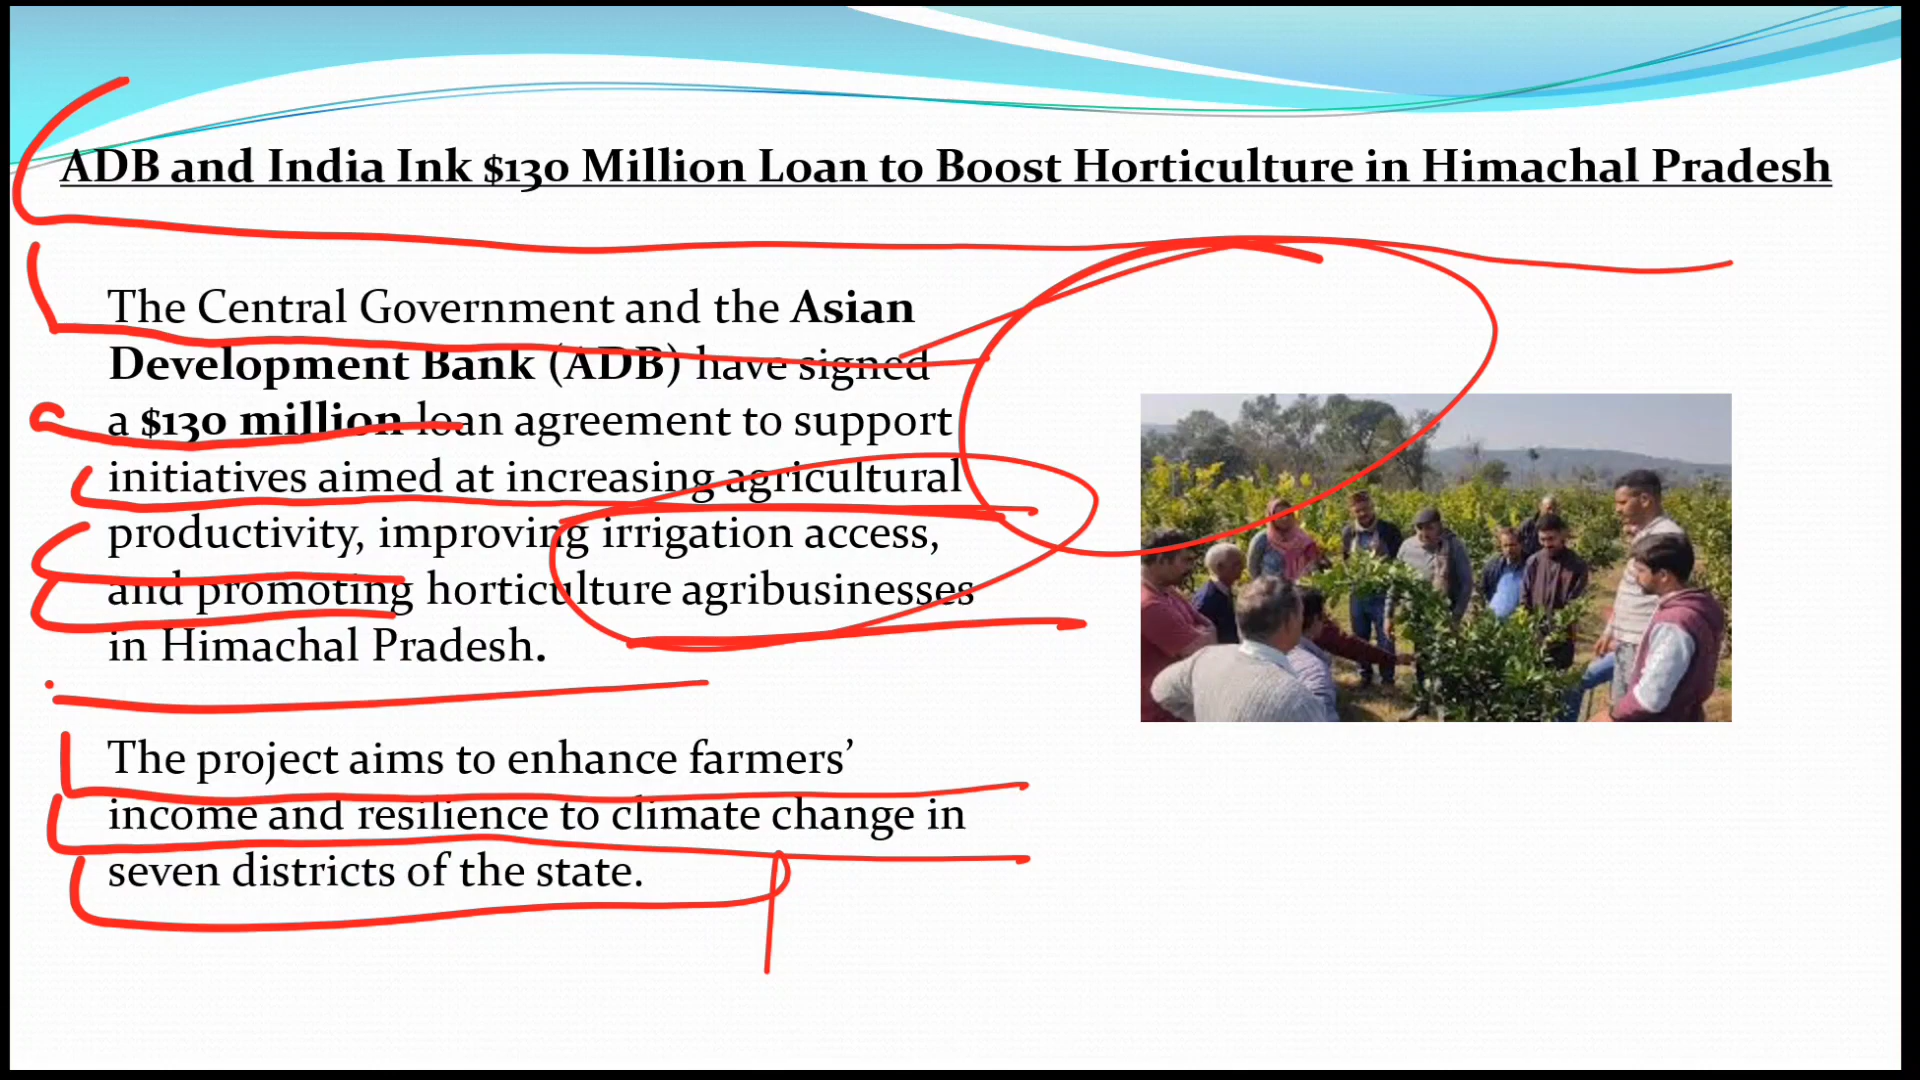 ADB and India Ink $130 Million Loan to Boost Horticulture in Himachal Pradesh
The Central Government and the Asian
Development Bank (ADB) have signed
a $130 million loan agreement to support
initiatives aimed at increasing agricultural
productivity, improving irrigation access,
and promoting horticulture agribusinesses
in Himachal Pradesh.
The project aims to enhance farmers’
income and resilience to climate change in
seven districts of the state.